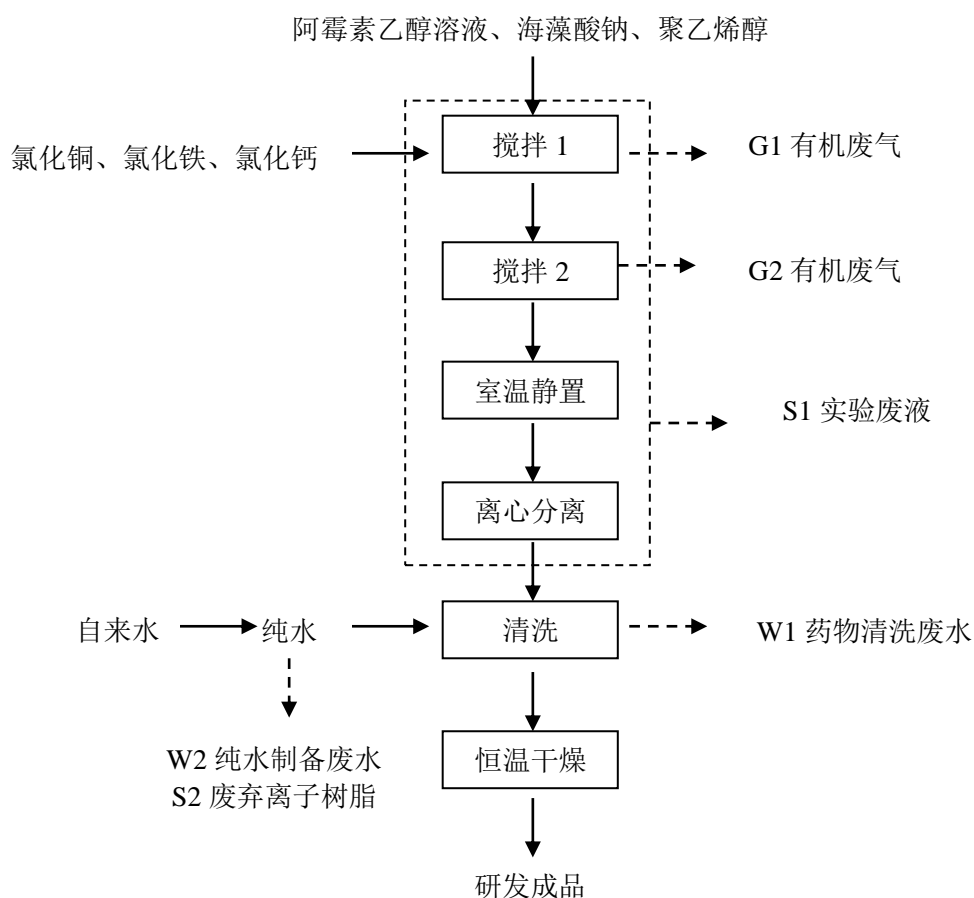 阿霉素乙醇溶液、海藻酸钠、聚乙烯醇
氯化铜、氯化铁、氯化钙
搅拌 1
G1 有机废气
搅拌 2
G2 有机废气
室温静置
S1 实验废液
离心分离
自来水
纯水
清洗
W1 药物清洗废水
W2 纯水制备废水
S2 废弃离子树脂
恒温干燥
研发成品